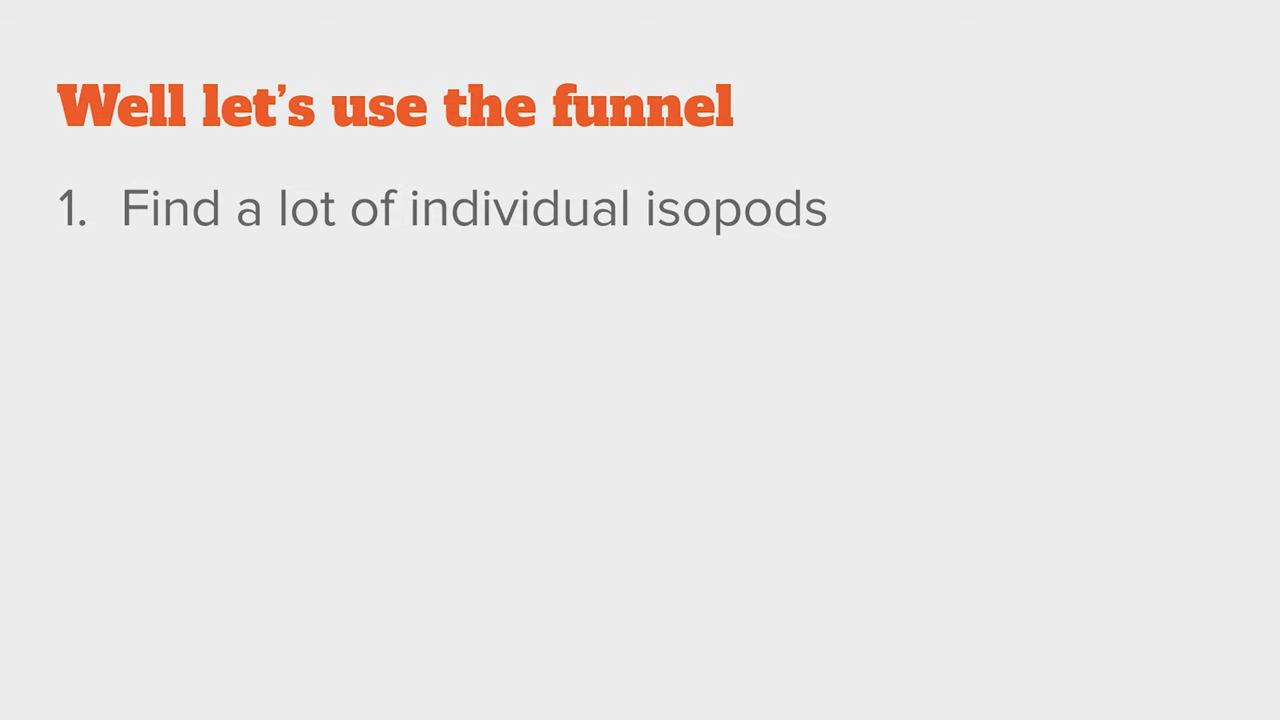 Well let's use the funnel
1. Find a lot of individual isopods